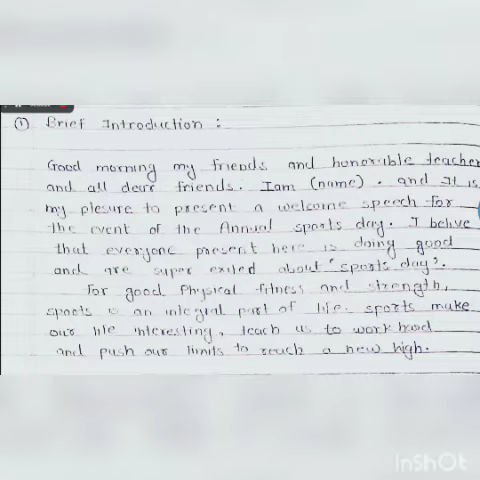 ① Brief Introduction :
Good morning my friends and honorible teacher
and all dear friends. I am (name). and It is
my plesure to present a welcome speech for
the event of the Annual sports day. I belive
that everyone present here is doing good
and are super exited about 'sports day'.
For good Physical fitness and strength,
sports is an integral part of life. sports make
our life interesting, teach us to work hard
and push our limits to reach a new high.
InShOt